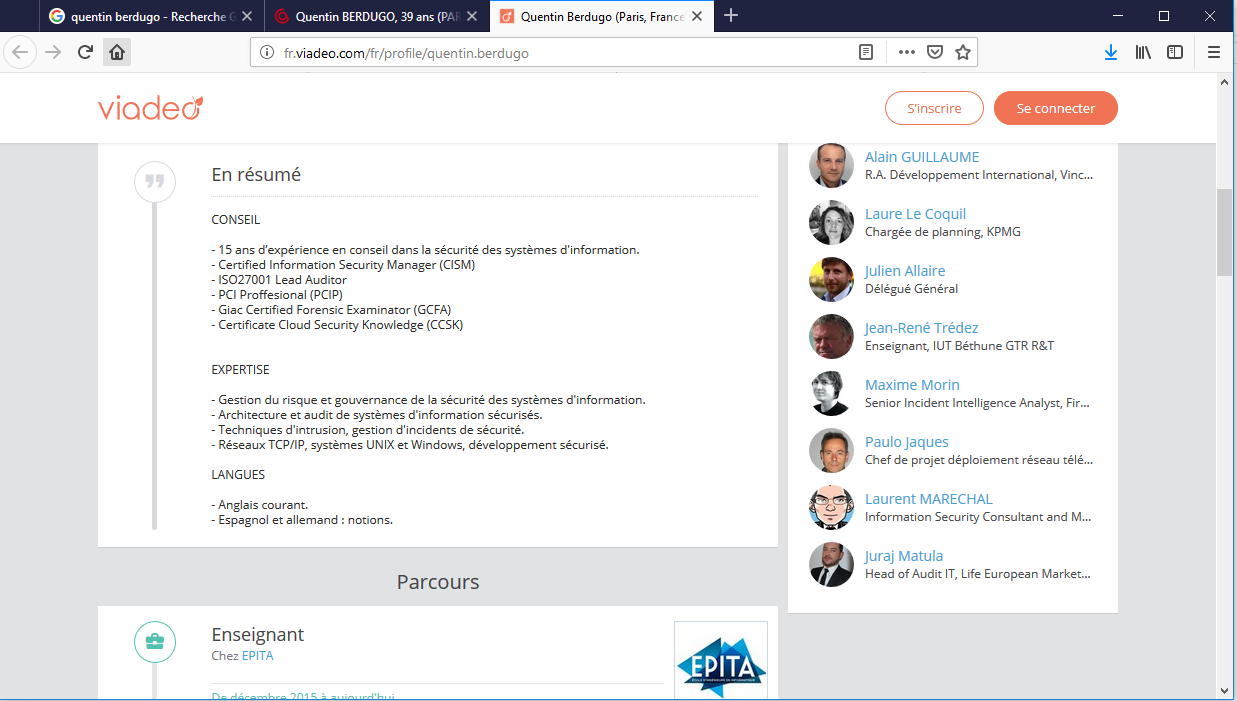 quentin berdugo - Recherche G
Quentin BERDUGO, 39 ans (PAR
Quentin Berdugo (Paris, France
fr.viadeo.com/fr/profile/quentin.berdugo
viadeo
S'inscrire
Se connecter
En résumé
CONSEIL
- 15 ans d'expérience en conseil dans la sécurité des systèmes d'information.
- Certified Information Security Manager (CISM)
- ISO27001 Lead Auditor
- PCI Proffesional (PCIP)
- Giac Certified Forensic Examinator (GCFA)
- Certificate Cloud Security Knowledge (CCSK)
EXPERTISE
- Gestion du risque et gouvernance de la sécurité des systèmes d'information.
- Architecture et audit de systèmes d'information sécurisés.
- Techniques d'intrusion, gestion d'incidents de sécurité.
- Réseaux TCP/IP, systèmes UNIX et Windows, développement sécurisé.
LANGUES
- Anglais courant.
- Espagnol et allemand : notions.
Parcours
Enseignant
Chez EPITA
De décembre 2015 à aujourd'hui
EPITA
ÉCOLE D'INGÉNIEURS EN INFORMATIQUE
Alain GUILLAUME
R.A. Développement International, Vinc...
Laure Le Coquil
Chargée de planning, KPMG
Julien Allaire
Délégué Général
Jean-René Trédez
Enseignant, IUT Béthune GTR R&T
Maxime Morin
Senior Incident Intelligence Analyst, Fir...
Paulo Jaques
Chef de projet déploiement réseau télé...
Laurent MARECHAL
Information Security Consultant and M...
Juraj Matula
Head of Audit IT, Life European Market...